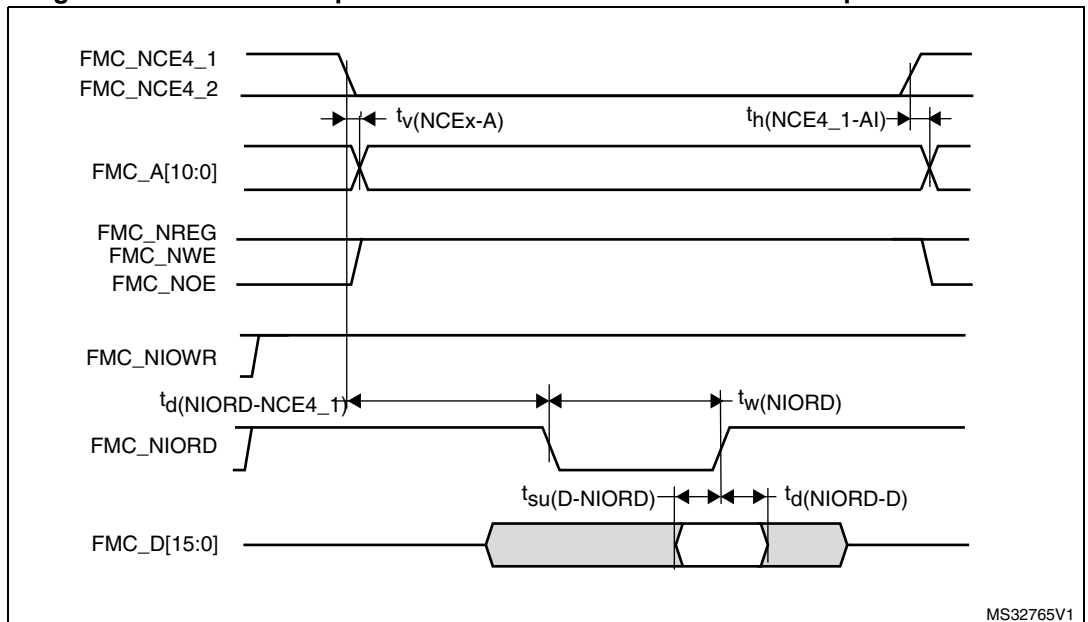 FMC_NCE4_1
FMC_NCE4_2
tv(NCEx-A)
th(NCE4_1-AI)
FMC_A[10:0]
FMC_NREG
FMC_NWE
FMC_NOE
FMC_NIOWR
td(NIORD-NCE4_1)
tw(NIORD)
FMC_NIORD
tsu(D-NIORD)
td(NIORD-D)
FMC_D[15:0]
MS32765V1